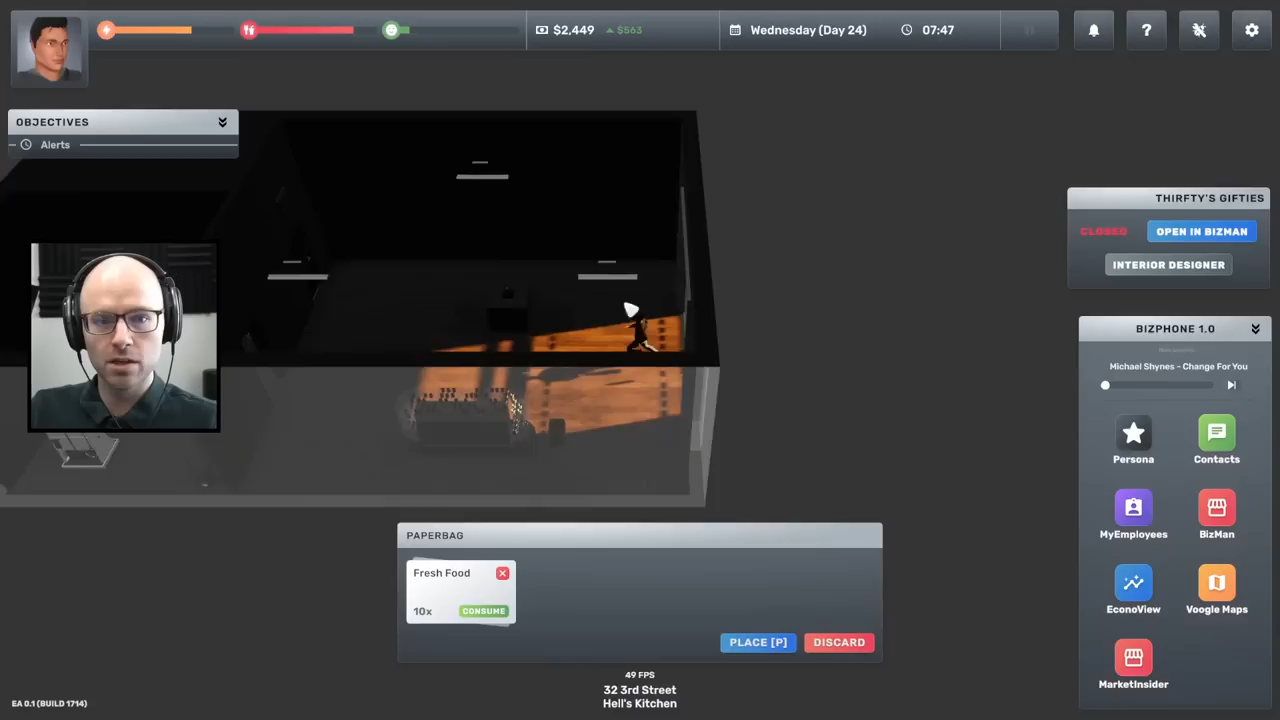 $2,449
$563
Wednesday (Day 24)
07:47
OBJECTIVES
Alerts
THIRFTY'S GIFTIES
CLOSED
OPEN IN BIZMAN
INTERIOR DESIGNER
BIZPHONE 1.0
Michael Shynes - Change For You
Persona
Contacts
MyEmployees
BizMan
EconoView
Voogle Maps
MarketInsider
PAPERBAG
Fresh Food
10x
CONSUME
PLACE [P]
DISCARD
49 FPS
32 3rd Street
Hell's Kitchen
EA 0.1 (BUILD 1714)